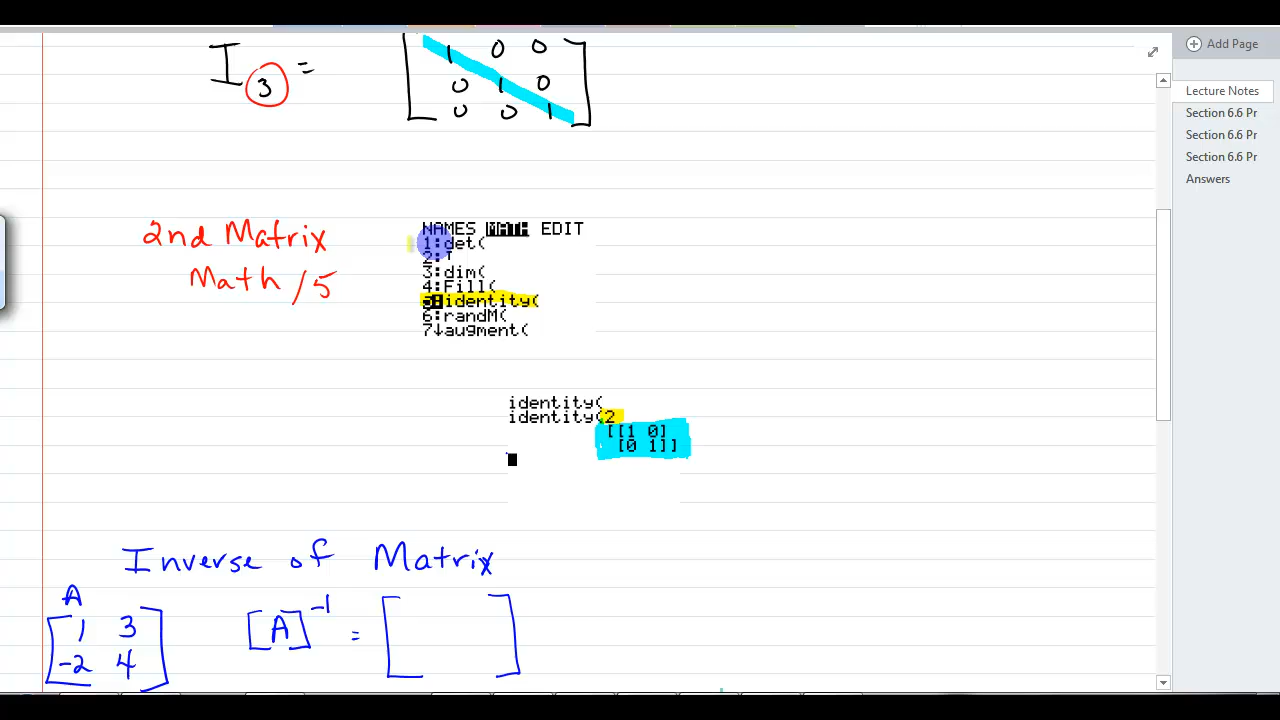 Add Page
Lecture Notes
Section 6.6 Pr
Section 6.6 Pr
Section 6.6 Pr
Answers
I 3 = [ 1 0 0
0 1 0
0 0 1 ]
2nd Matrix
Math / 5
NAMES MATH EDIT
1:det(
2:T
3:dim(
4:Fill(
5:identity(
6:randM(
7↓augment(
identity(
identity(2
[[1 0]
[0 1]]
Inverse of Matrix
A
[ 1 3
-2 4 ]
[A]⁻¹ = [ ]